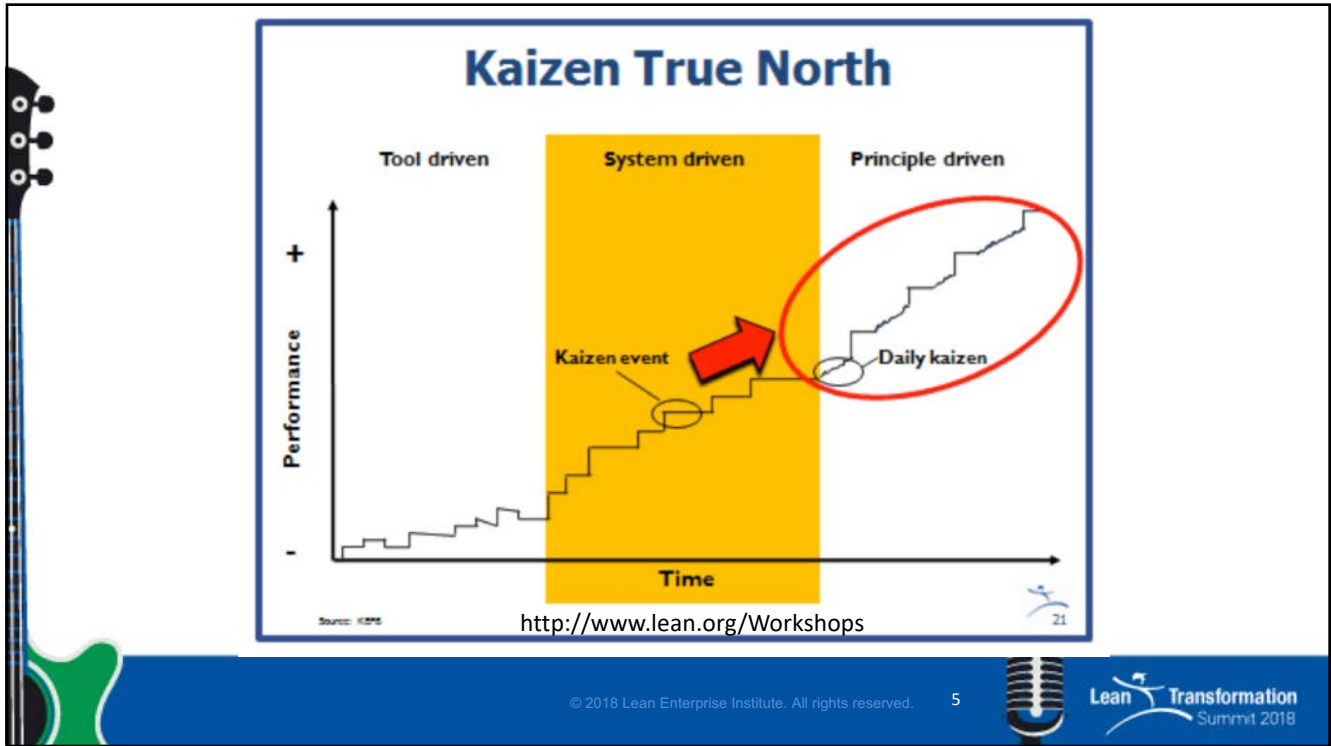 Kaizen True North
Tool driven
System driven
Principle driven
+
Performance
-
Kaizen event
Daily kaizen
Time
Source:
http://www.lean.org/Workshops
21
© 2018 Lean Enterprise Institute. All rights reserved.
5
Lean Transformation
Summit 2018